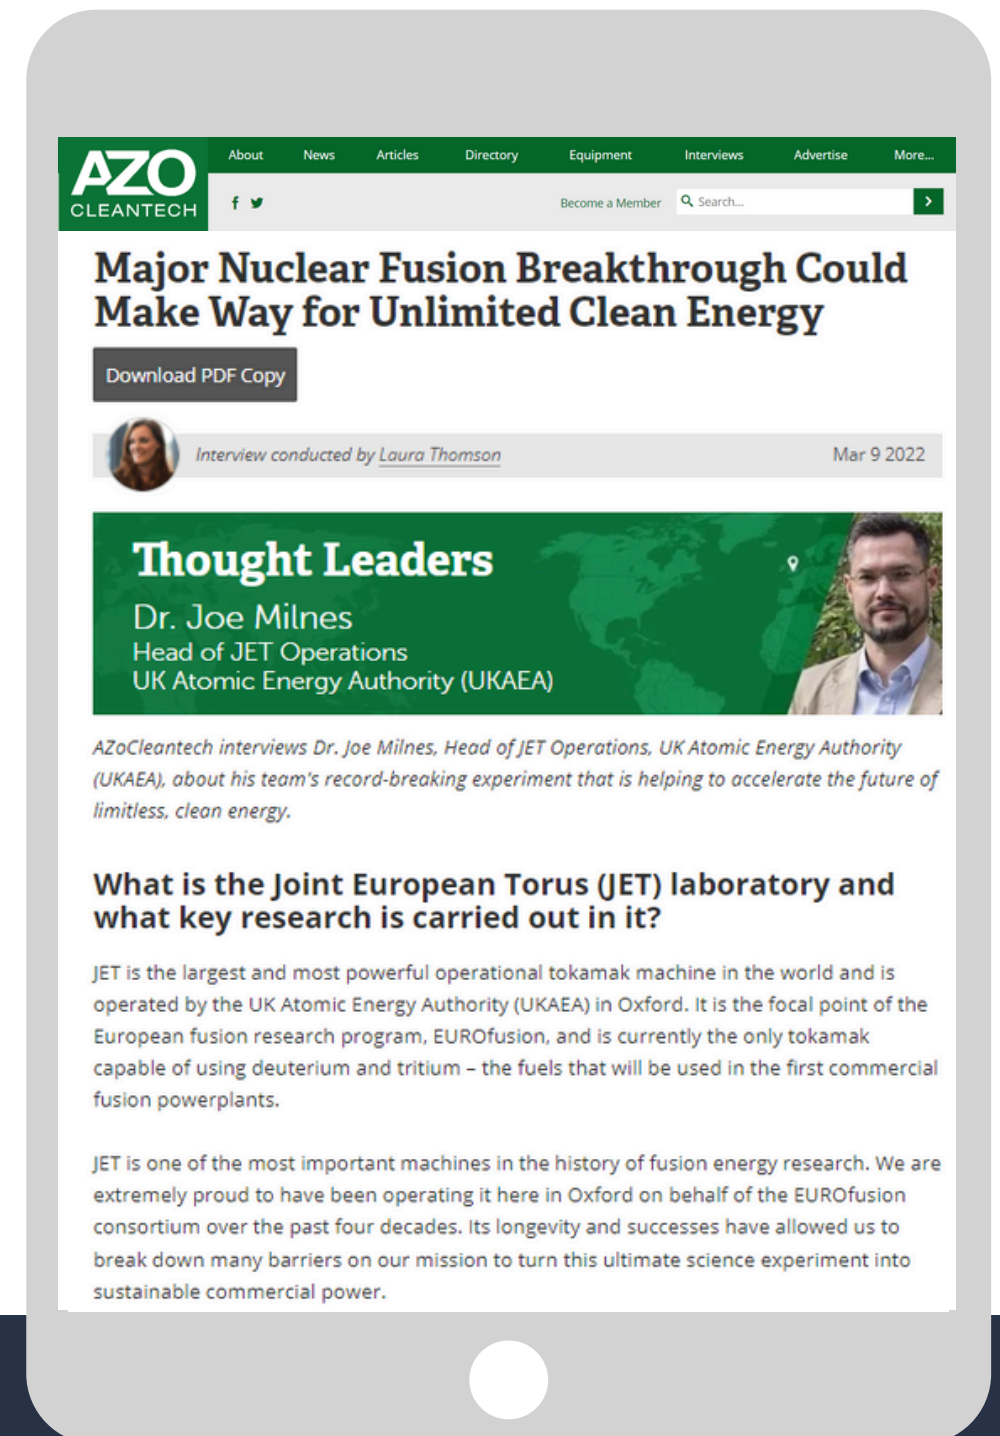 AZO
CLEANTECH
About News Articles Directory Equipment Interviews Advertise More...
f Become a Member Search...
Major Nuclear Fusion Breakthrough Could
Make Way for Unlimited Clean Energy
Download PDF Copy
Interview conducted by Laura Thomson Mar 9 2022
Thought Leaders
Dr. Joe Milnes
Head of JET Operations
UK Atomic Energy Authority (UKAEA)
AZoCleantech interviews Dr. Joe Milnes, Head of JET Operations, UK Atomic Energy Authority
(UKAEA), about his team's record-breaking experiment that is helping to accelerate the future of
limitless, clean energy.
What is the Joint European Torus (JET) laboratory and
what key research is carried out in it?
JET is the largest and most powerful operational tokamak machine in the world and is
operated by the UK Atomic Energy Authority (UKAEA) in Oxford. It is the focal point of the
European fusion research program, EUROfusion, and is currently the only tokamak
capable of using deuterium and tritium – the fuels that will be used in the first commercial
fusion powerplants.
JET is one of the most important machines in the history of fusion energy research. We are
extremely proud to have been operating it here in Oxford on behalf of the EUROfusion
consortium over the past four decades. Its longevity and successes have allowed us to
break down many barriers on our mission to turn this ultimate science experiment into
sustainable commercial power.